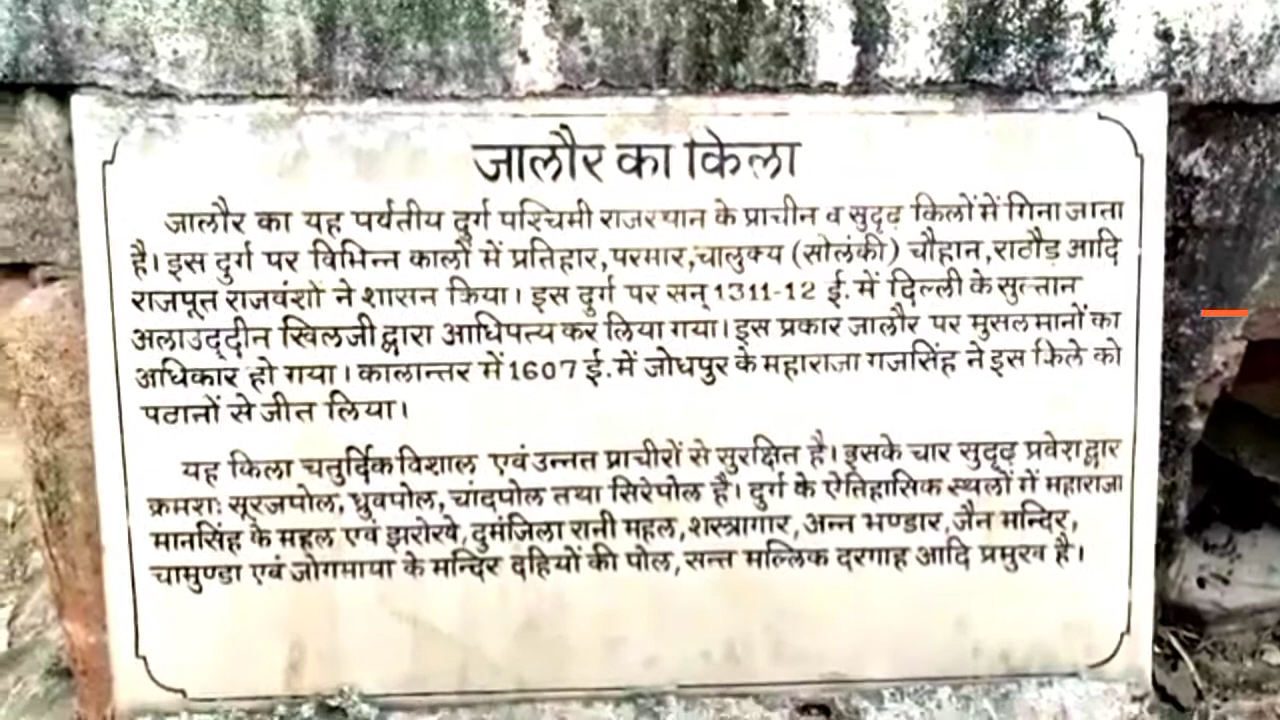 जालौर का किला
जालौर का यह पर्वतीय दुर्ग पश्चिमी राजस्थान के प्राचीन व सुदृढ़ किलों में गिना जाता
है। इस दुर्ग पर विभिन्न कालों में प्रतिहार,परमार,चालुक्य (सोलंकी) चौहान,राठौड़ आदि
राजपूत राजवंशों ने शासन किया। इस दुर्ग पर सन् 1311-12 ई. में दिल्ली के सुल्तान
अलाउद्दीन खिलजी द्वारा आधिपत्य कर लिया गया। इस प्रकार जालौर पर मुसलमानों का
अधिकार हो गया। कालान्तर में 1607 ई. में जोधपुर के महाराजा गजसिंह ने इस किले को
पठानों से जीत लिया।
यह किला चतुर्दिक विशाल एवं उन्नत प्राचीरों से सुरक्षित है। इसके चार सुदृढ़ प्रवेशद्वार
क्रमशः सूरजपोल, ध्रुवपोल, चांदपोल तथा सिरेपोल है। दुर्ग के ऐतिहासिक स्थलों में महाराजा
मानसिंह के महल एवं झरोखे, दुमंजिला रानी महल, शस्त्रागार, अन्न भण्डार, जैन मन्दिर,
चामुण्डा एवं जोगमाया के मन्दिर दहियों की पोल, सन्त मल्लिक दरगाह आदि प्रमुख है।